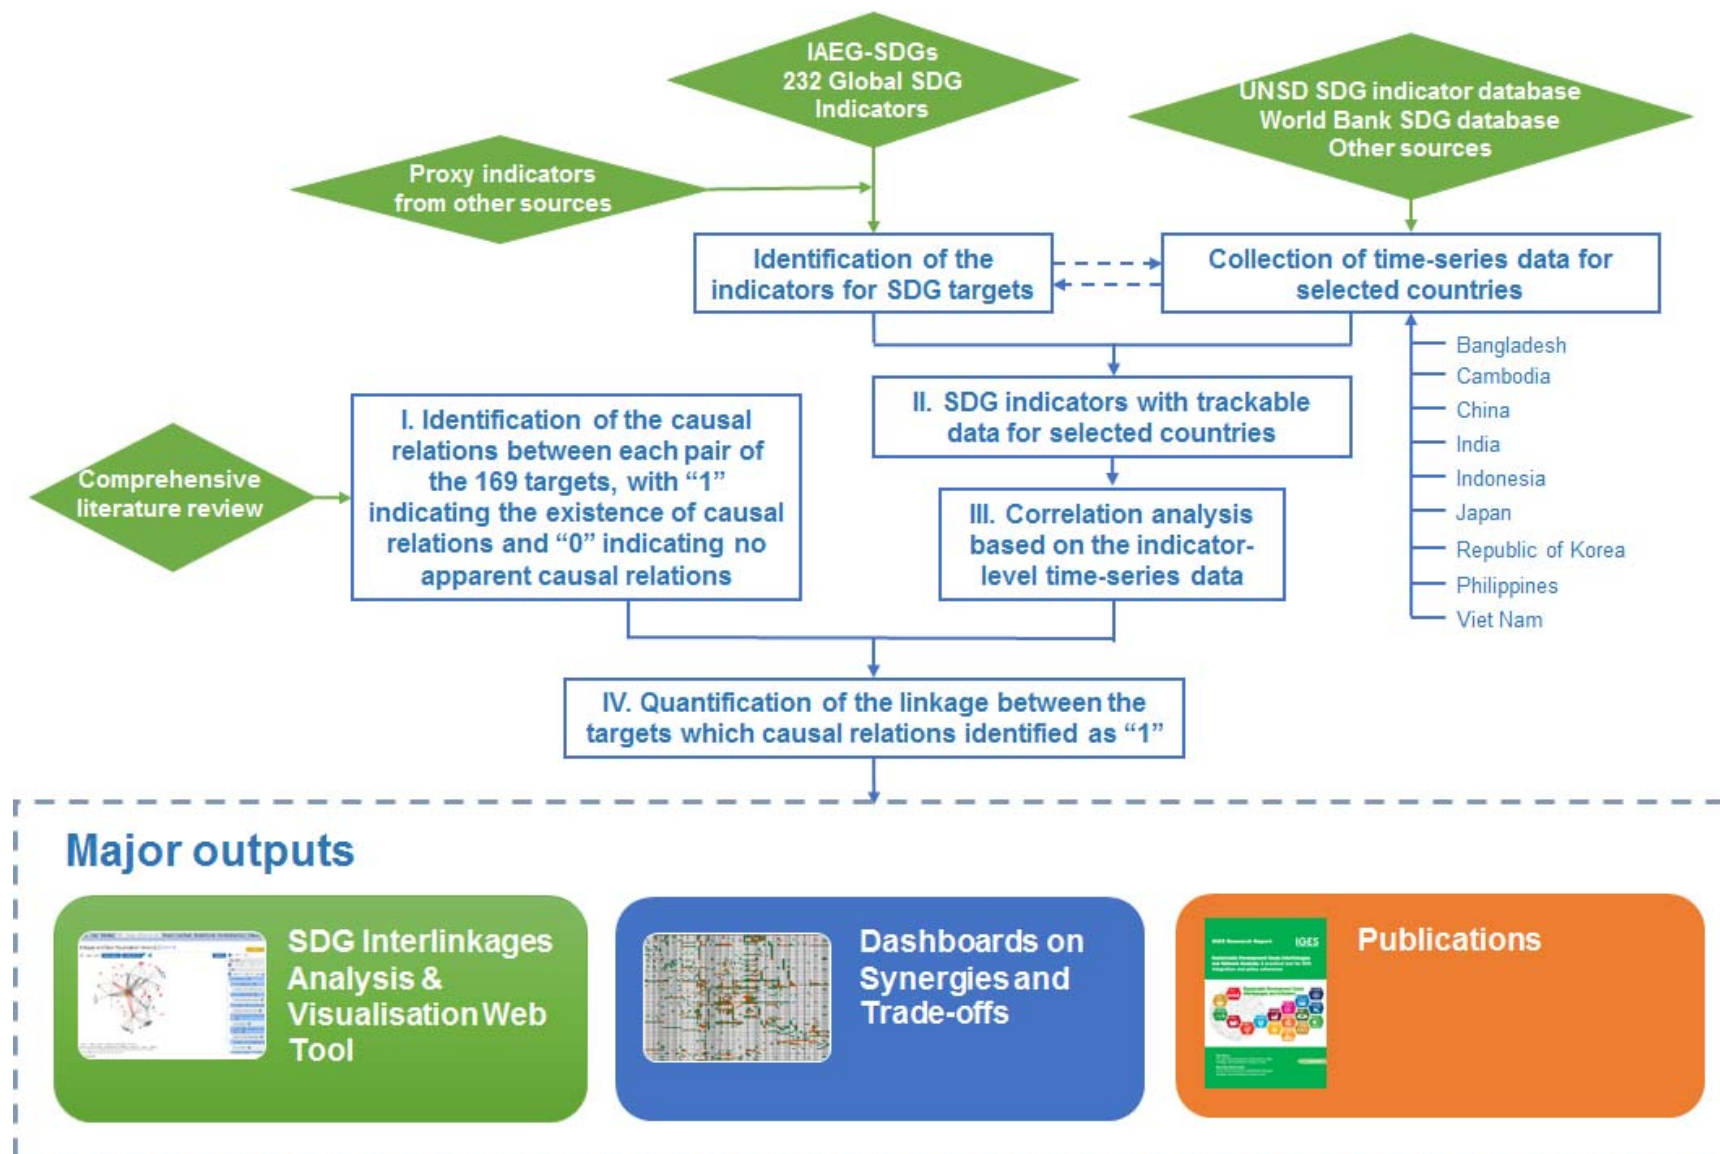 IAEG-SDGs
232 Global SDG
Indicators
UNSD SDG indicator database
World Bank SDG database
Other sources
Proxy indicators
from other sources
Identification of the
indicators for SDG targets
Collection of time-series data for
selected countries
Bangladesh
Cambodia
China
India
Indonesia
Japan
Republic of Korea
Philippines
Viet Nam
II. SDG indicators with trackable
data for selected countries
Comprehensive
literature review
I. Identification of the causal
relations between each pair of
the 169 targets, with “1”
indicating the existence of causal
relations and “0” indicating no
apparent causal relations
III. Correlation analysis
based on the indicator-
level time-series data
IV. Quantification of the linkage between the
targets which causal relations identified as “1”
Major outputs
SDG Interlinkages
Analysis &
Visualisation Web
Tool
Dashboards on
Synergies and
Trade-offs
IGES Research Report
IGES
Publications